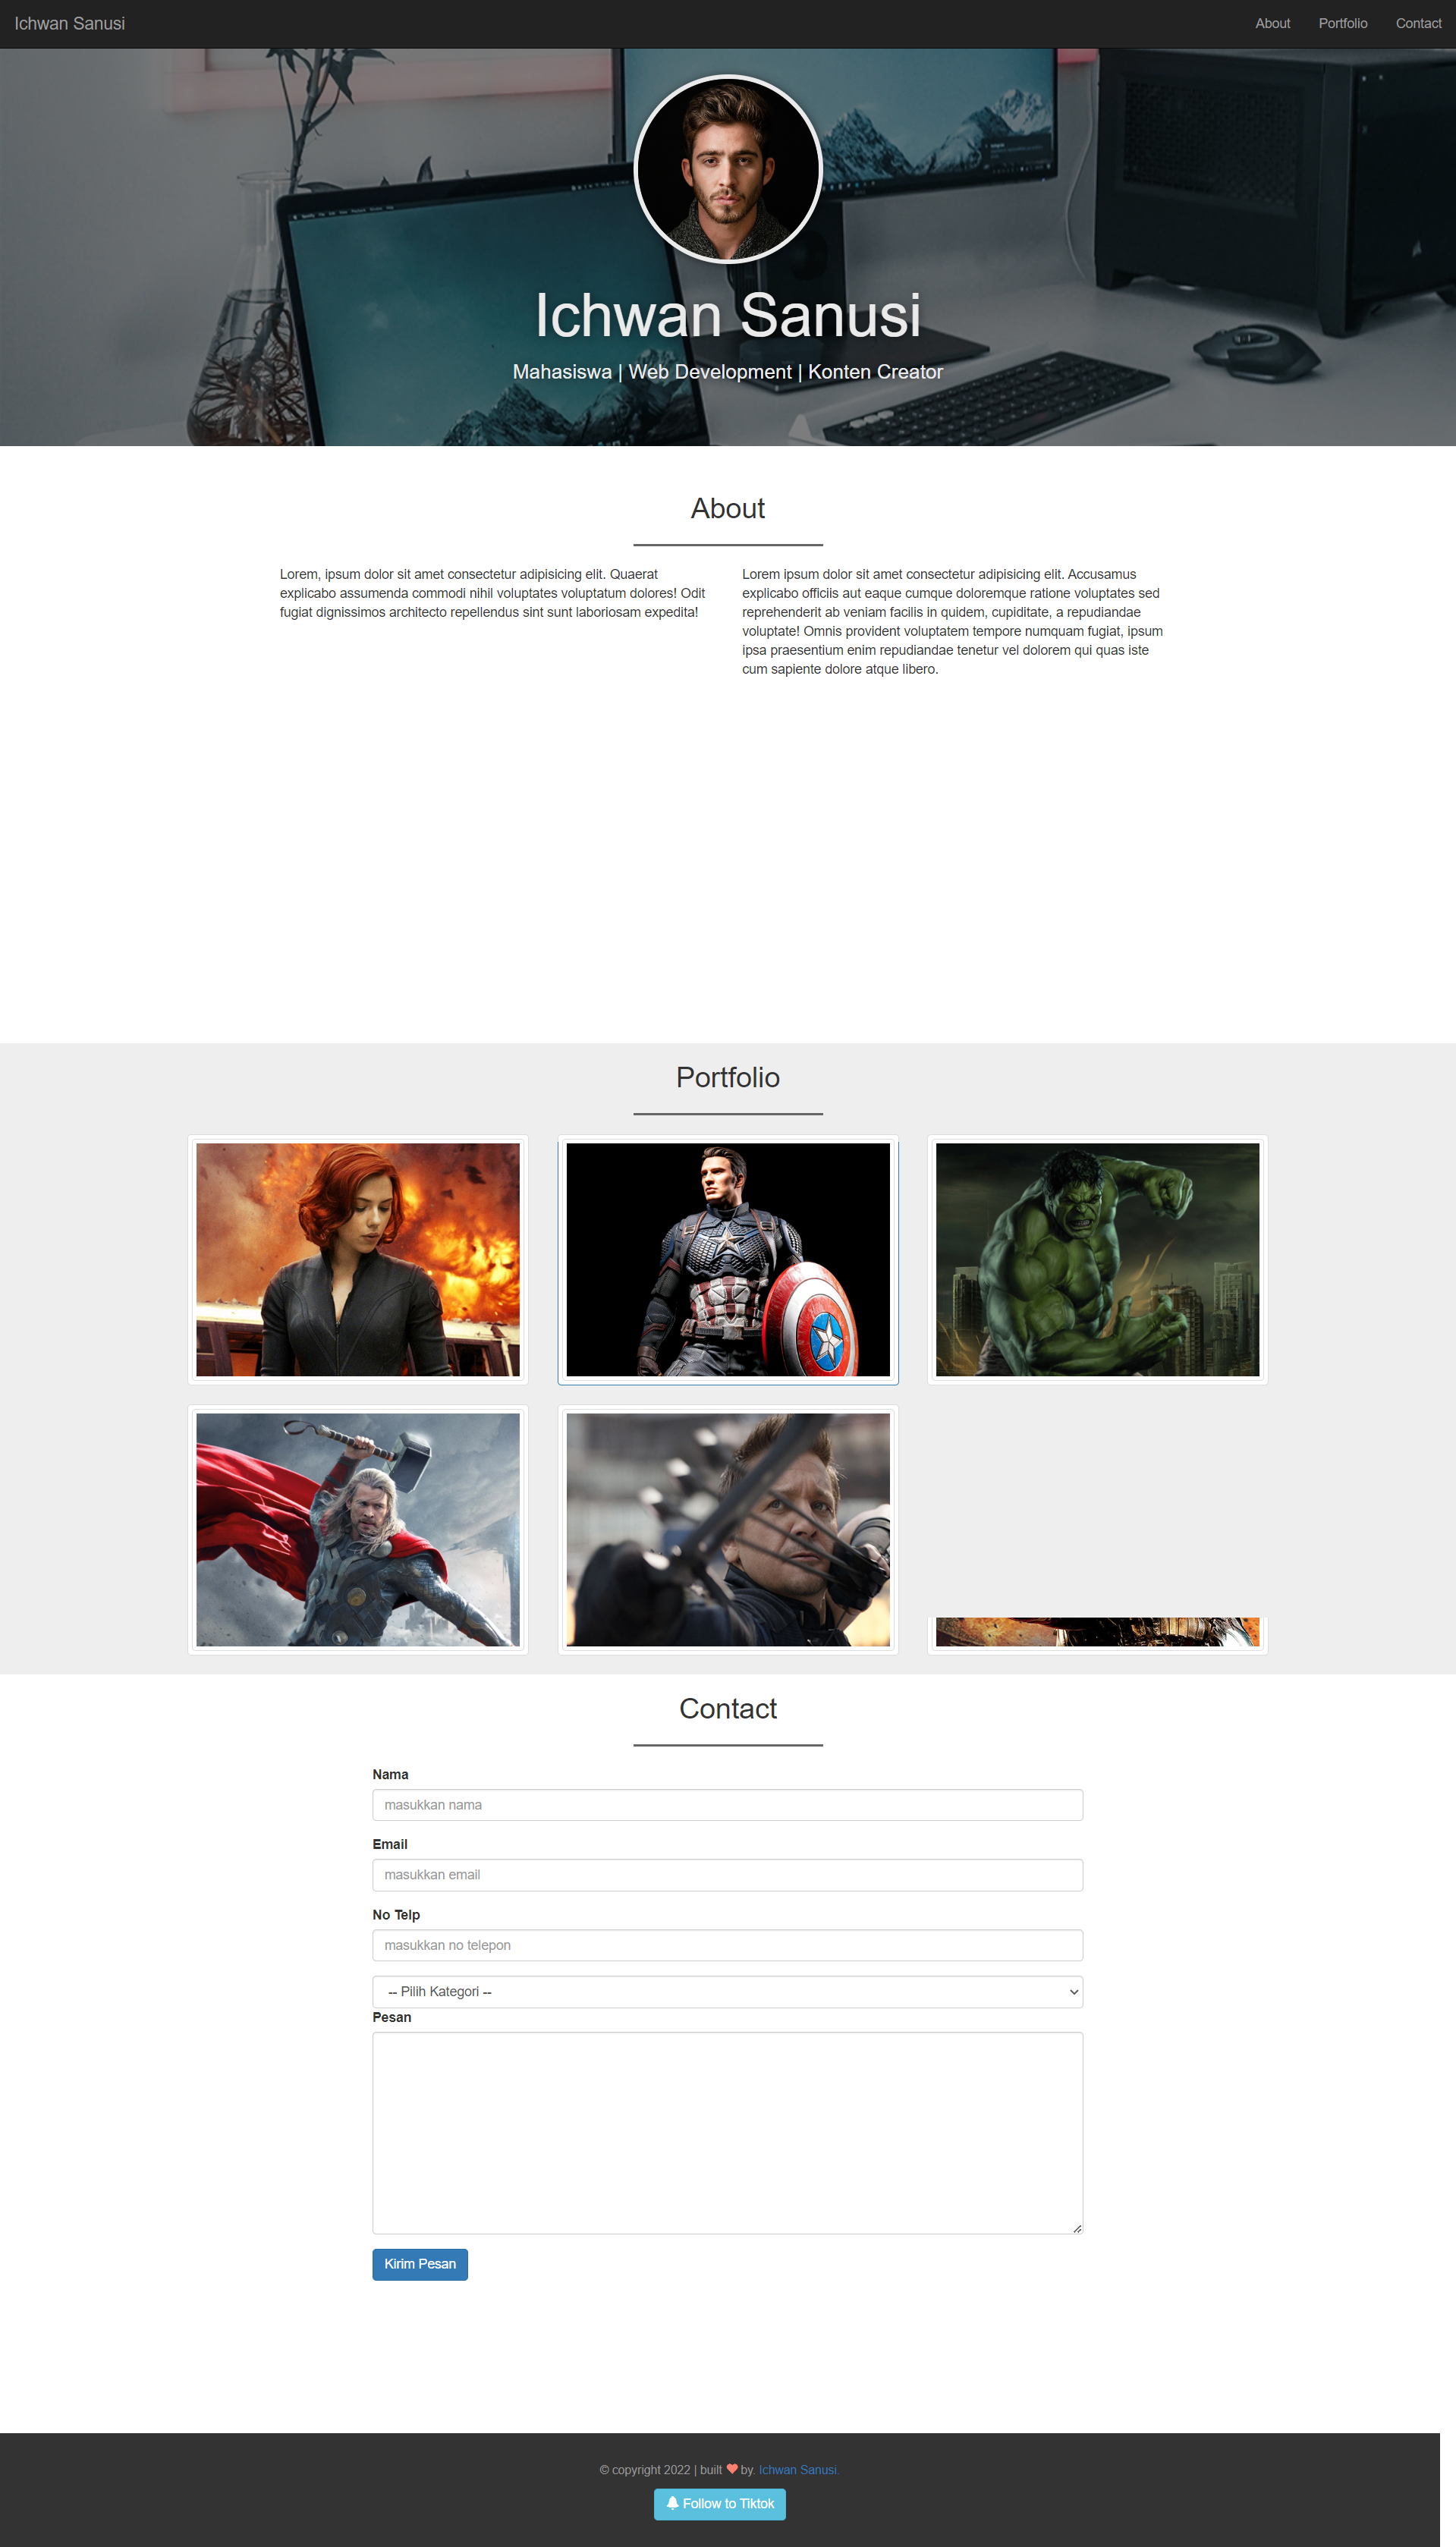 Ichwan Sanusi
About
Portfolio
Contact
Ichwan Sanusi
Mahasiswa | Web Development | Konten Creator
About
Lorem, ipsum dolor sit amet consectetur adipisicing elit. Quaerat
explicabo assumenda commodi nihil voluptates voluptatum dolores! Odit
fugiat dignissimos architecto repellendus sint sunt laboriosam expedita!
Lorem ipsum dolor sit amet consectetur adipisicing elit. Accusamus
explicabo officiis aut eaque cumque doloremque ratione voluptates sed
reprehenderit ab veniam facilis in quidem, cupiditate, a repudiandae
voluptate! Omnis provident voluptatem tempore numquam fugiat, ipsum
ipsa praesentium enim repudiandae tenetur vel dolorem qui quas iste
cum sapiente dolore atque libero.
Portfolio
Contact
Nama
masukkan nama
Email
masukkan email
No Telp
masukkan no telepon
-- Pilih Kategori --
Pesan
Kirim Pesan
© copyright 2022 | built by. Ichwan Sanusi.
Follow to Tiktok